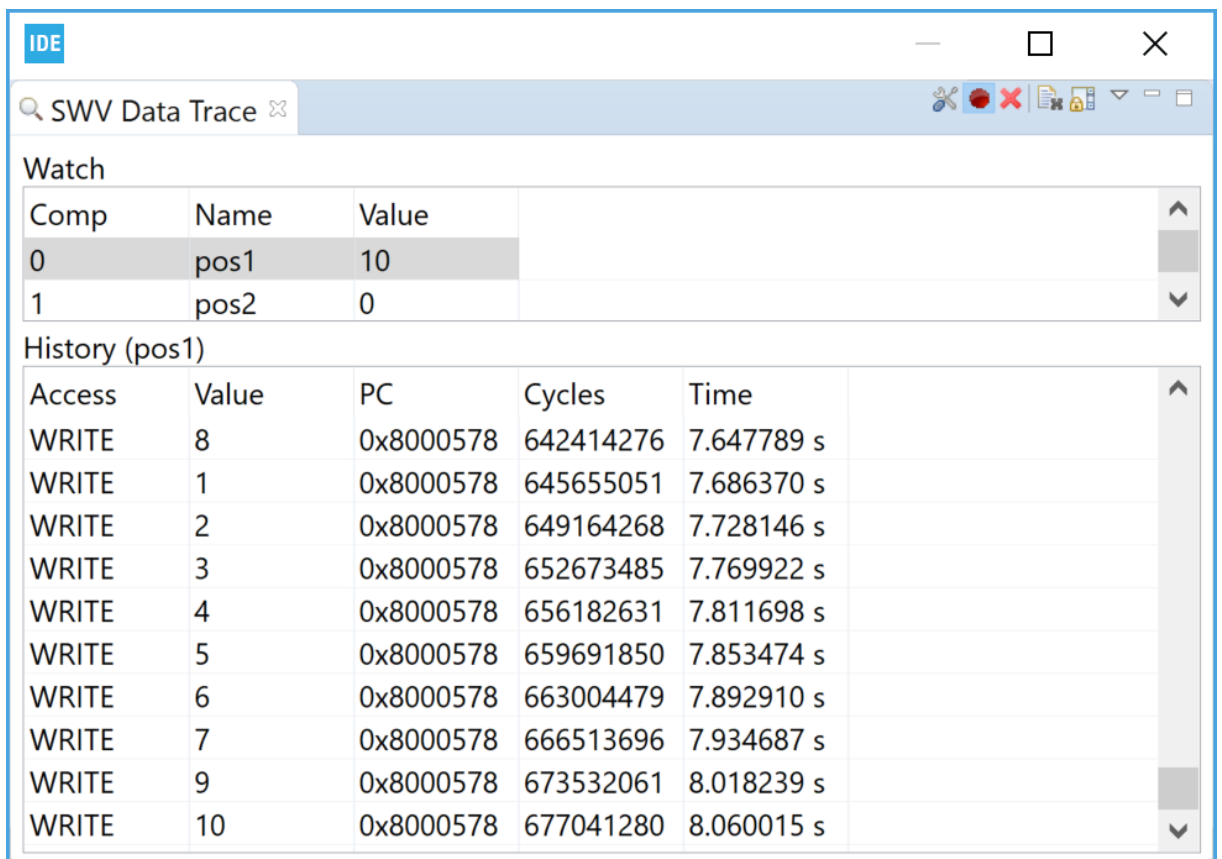 IDE
SWV Data Trace
Watch
Comp Name Value
0 pos1 10
1 pos2 0
History (pos1)
Access Value PC Cycles Time
WRITE 8 0x8000578 642414276 7.647789 s
WRITE 1 0x8000578 645655051 7.686370 s
WRITE 2 0x8000578 649164268 7.728146 s
WRITE 3 0x8000578 652673485 7.769922 s
WRITE 4 0x8000578 656182631 7.811698 s
WRITE 5 0x8000578 659691850 7.853474 s
WRITE 6 0x8000578 663004479 7.892910 s
WRITE 7 0x8000578 666513696 7.934687 s
WRITE 9 0x8000578 673532061 8.018239 s
WRITE 10 0x8000578 677041280 8.060015 s